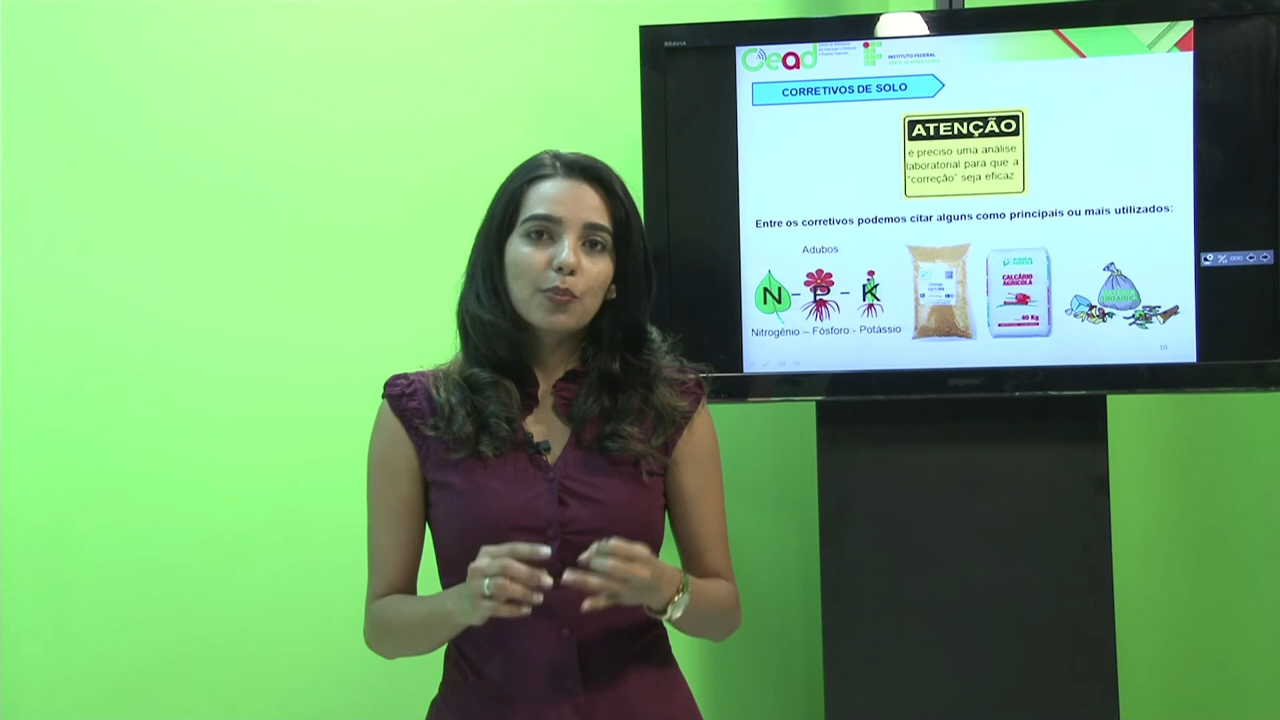 BRAVIA
Cead
INSTITUTO FEDERAL
CORRETIVOS DE SOLO
ATENÇÃO
é preciso uma análise
laboratorial para que a
"correção" seja eficaz
Entre os corretivos podemos citar alguns como principais ou mais utilizados:
Adubos
N - P - K
Nitrogênio – Fósforo - Potássio
CALCÁRIO
AGRÍCOLA
40 Kg
10